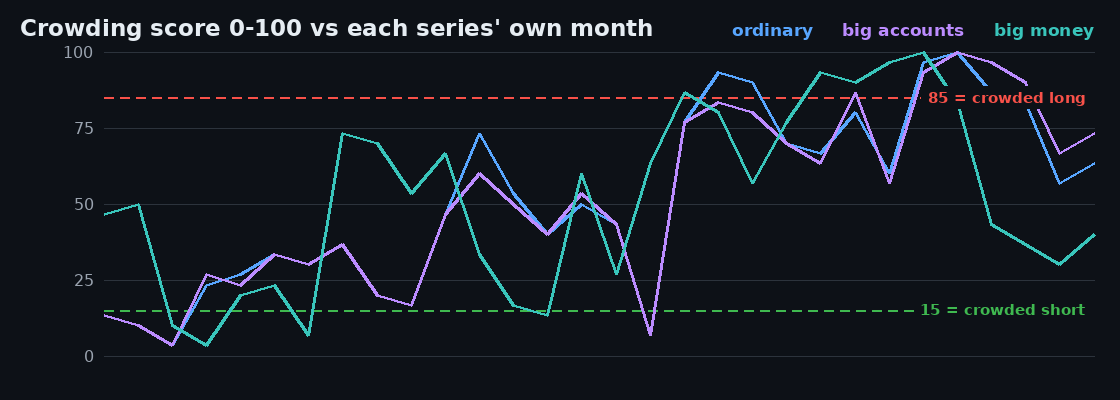 Crowding score 0-100 vs each series' own month
ordinary big accounts big money
100
85 = crowded long
75
50
25
15 = crowded short
0